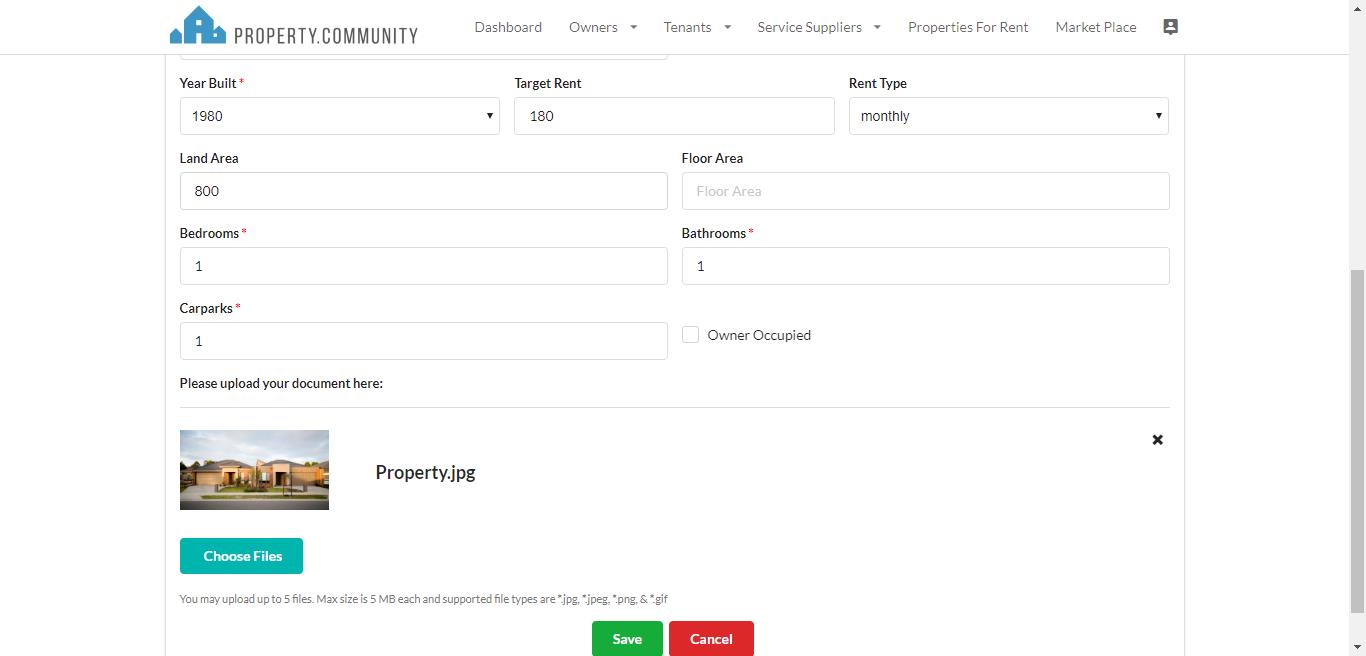 PROPERTY.COMMUNITY Dashboard Owners Tenants Service Suppliers Properties For Rent Market Place
Year Built * Target Rent Rent Type
1980 180 monthly
Land Area Floor Area
800 Floor Area
Bedrooms * Bathrooms *
1 1
Carparks *
1 Owner Occupied
Please upload your document here:
Property.jpg
Choose Files
You may upload up to 5 files. Max size is 5 MB each and supported file types are *.jpg, *.jpeg, *.png, & *.gif
Save Cancel